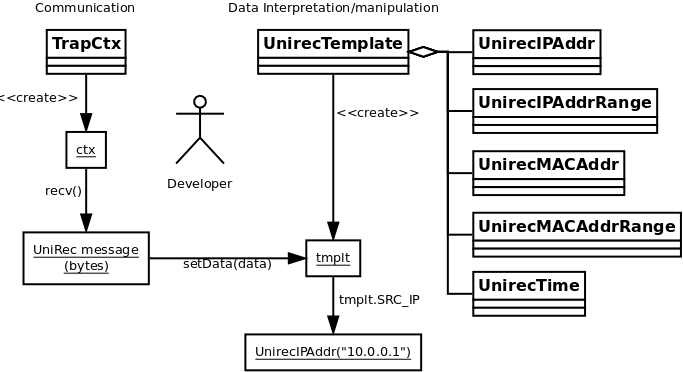 Communication
Data Interpretation/manipulation
TrapCtx
UnirecTemplate
UnirecIPAddr
<<create>>
<<create>>
UnirecIPAddrRange
ctx
Developer
UnirecMACAddr
recv()
UnirecMACAddrRange
UniRec message
(bytes)
setData(data)
tmplt
UnirecTime
tmplt.SRC_IP
UnirecIPAddr("10.0.0.1")